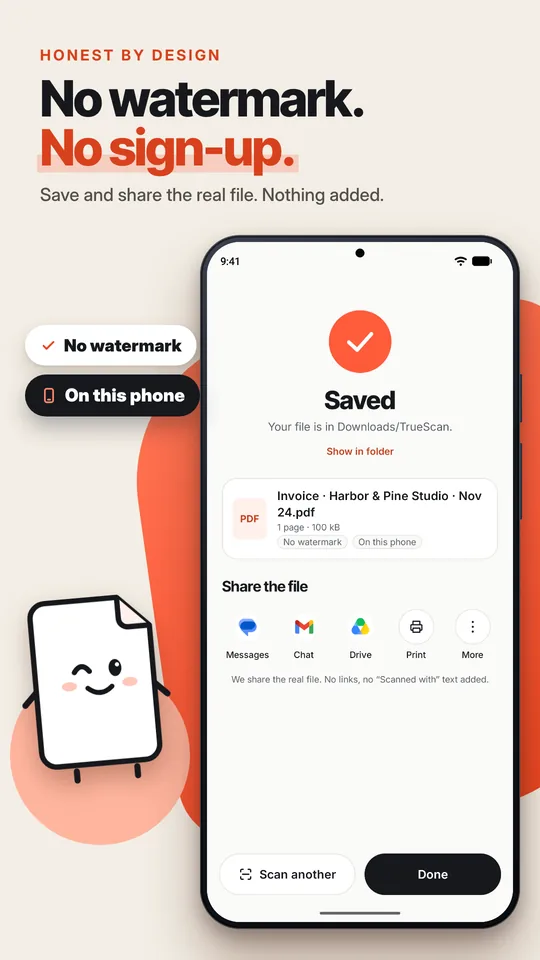 HONEST BY DESIGN
No watermark.
No sign-up.
Save and share the real file. Nothing added.
9:41
No watermark
On this phone
Saved
Your file is in Downloads/TrueScan.
Show in folder
PDF
Invoice · Harbor & Pine Studio · Nov
24.pdf
1 page · 100 kB
No watermark On this phone
Share the file
Messages Chat Drive Print More
We share the real file. No links, no “Scanned with” text added.
Scan another Done